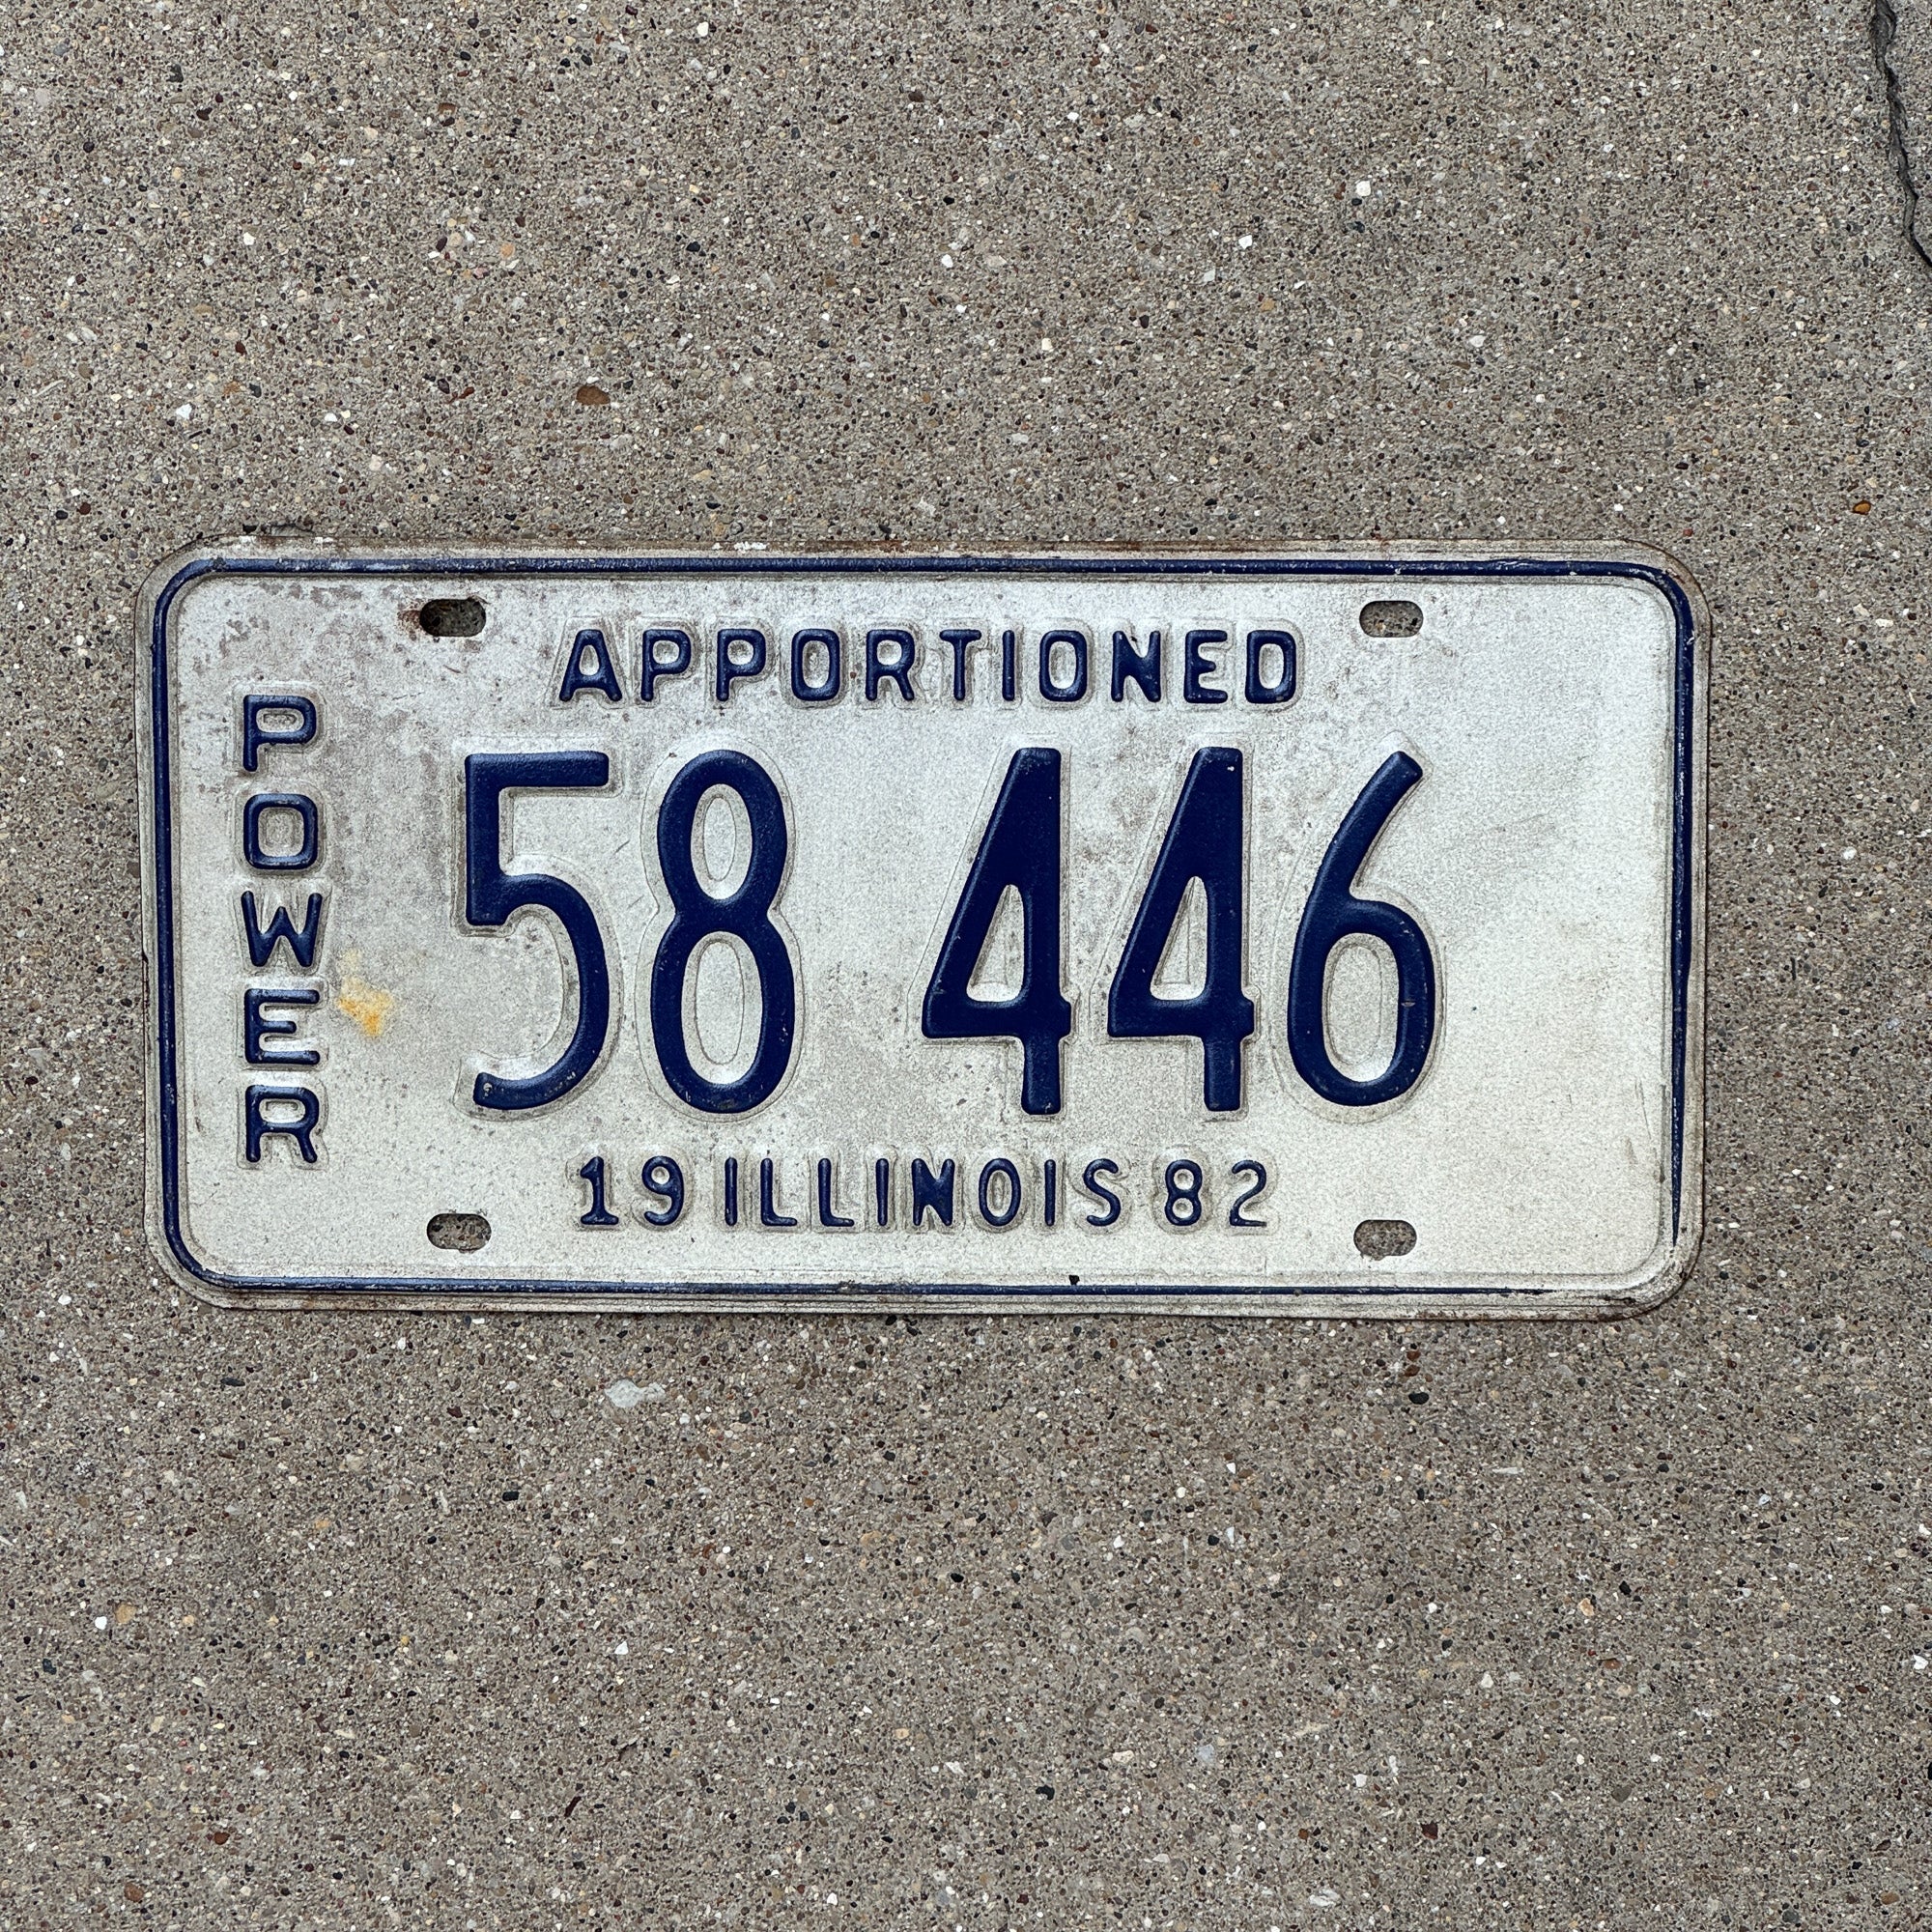 APPORTIONED
POWER
58 446
19 ILLINOIS 82